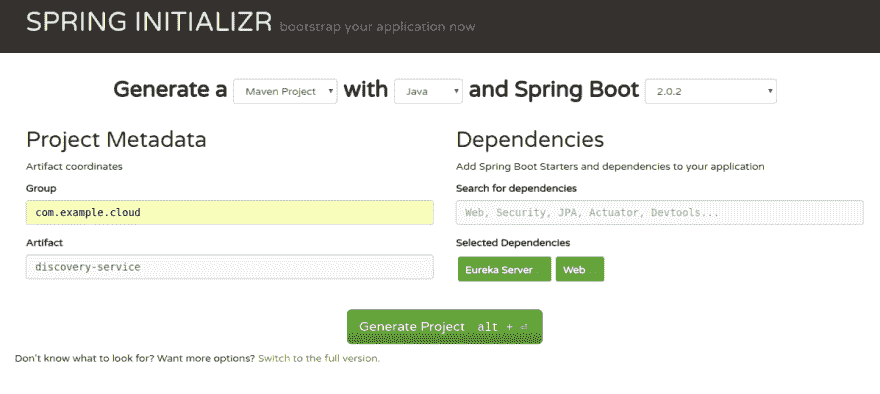 SPRING INITIALIZR bootstrap your application now
Generate a Maven Project with Java and Spring Boot 2.0.2
Project Metadata
Artifact coordinates
Group
com.example.cloud
Artifact
discovery-service
Dependencies
Add Spring Boot Starters and dependencies to your application
Search for dependencies
Web, Security, JPA, Actuator, Devtools...
Selected Dependencies
Eureka Server Web
Generate Project alt + ⏎
Don't know what to look for? Want more options? Switch to the full version.